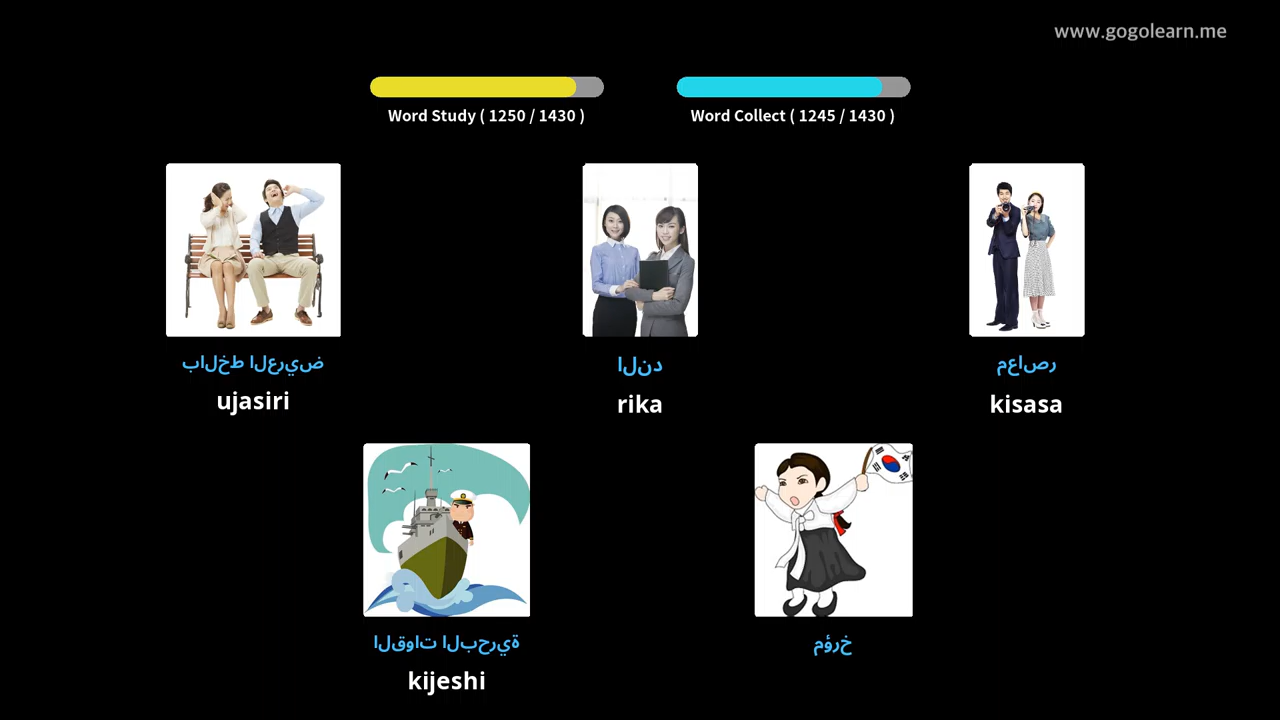 www.gogolearn.me
Word Study ( 1250 / 1430 )
Word Collect ( 1245 / 1430 )
بالخط العريض
الند
معاصر
ujasiri
rika
kisasa
القوات البحرية
مؤرخ
kijeshi